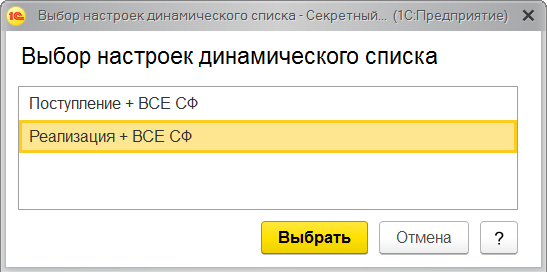 1С Выбор настроек динамического списка - Секретный... (1С:Предприятие)
Выбор настроек динамического списка
Поступление + ВСЕ СФ
Реализация + ВСЕ СФ
Выбрать Отмена ?